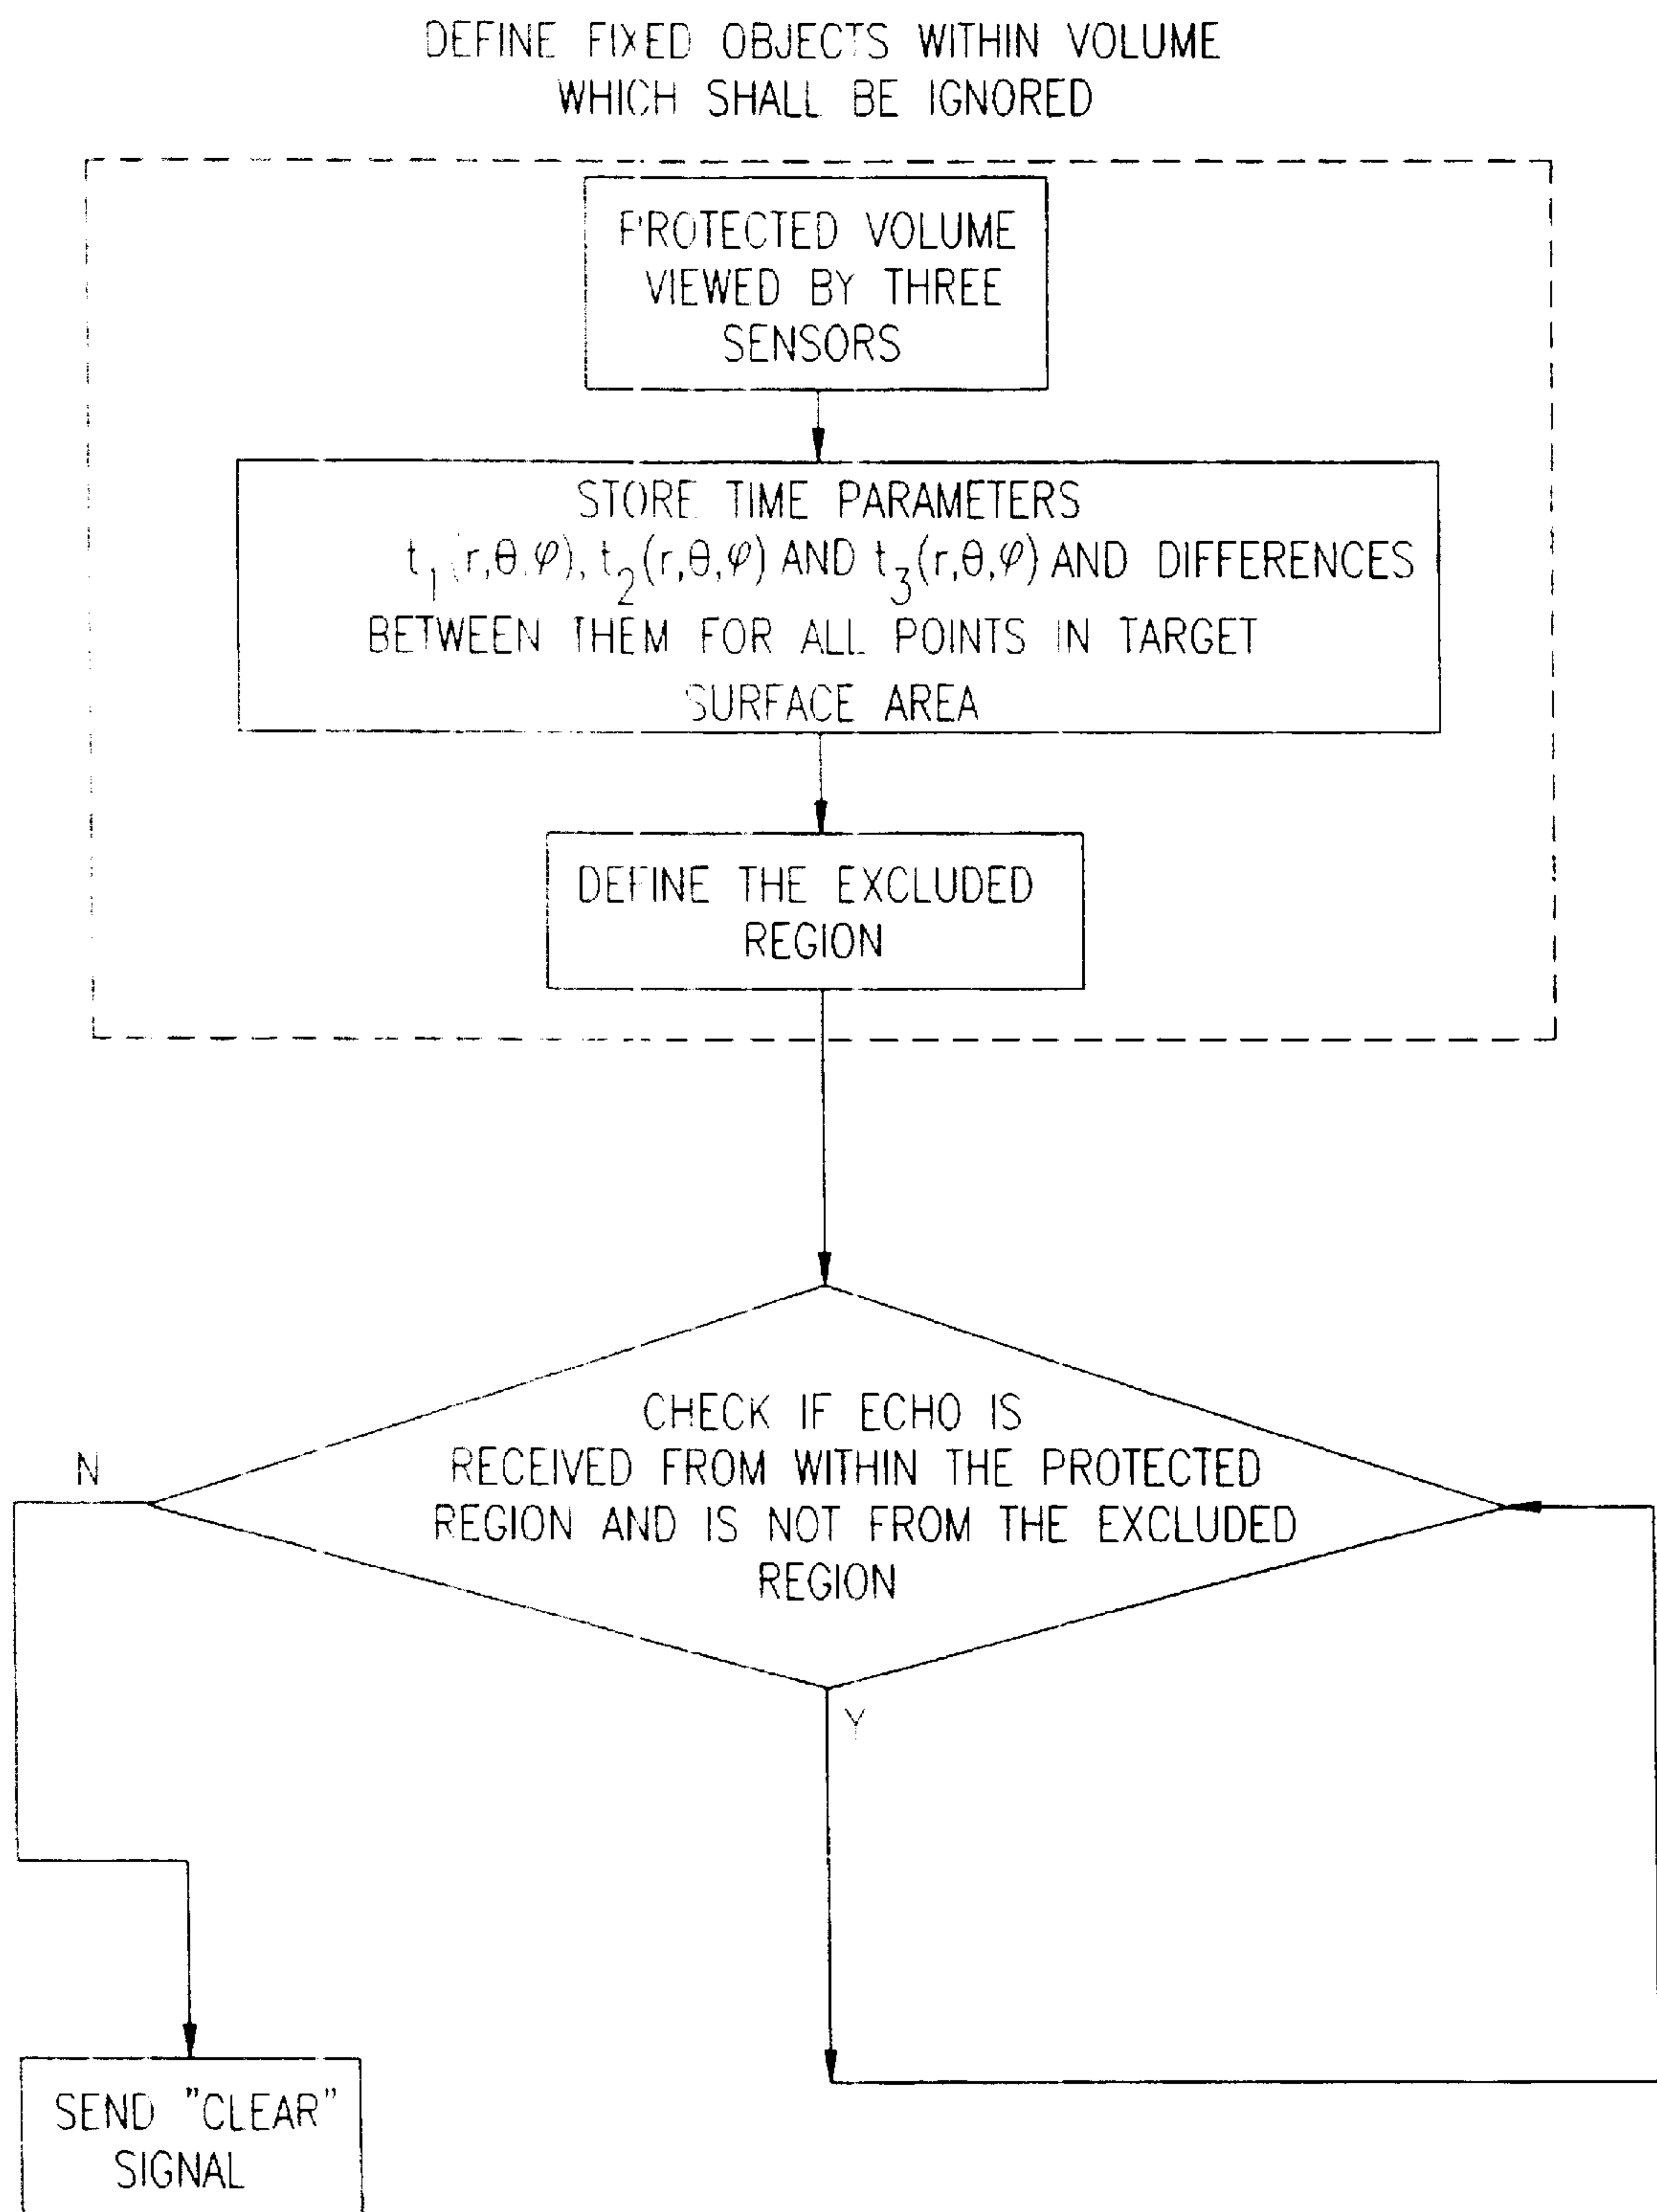 DEFINE FIXED OBJECTS WITHIN VOLUME
WHICH SHALL BE IGNORED
PROTECTED VOLUME
VIEWED BY THREE
SENSORS
STORE TIME PARAMETERS
t₁(r,θ,φ), t₂(r,θ,φ) AND t₃(r,θ,φ) AND DIFFERENCES
BETWEEN THEM FOR ALL POINTS IN TARGET
SURFACE AREA
DEFINE THE EXCLUDED
REGION
CHECK IF ECHO IS
RECEIVED FROM WITHIN THE PROTECTED
REGION AND IS NOT FROM THE EXCLUDED
REGION
N
Y
SEND "CLEAR"
SIGNAL